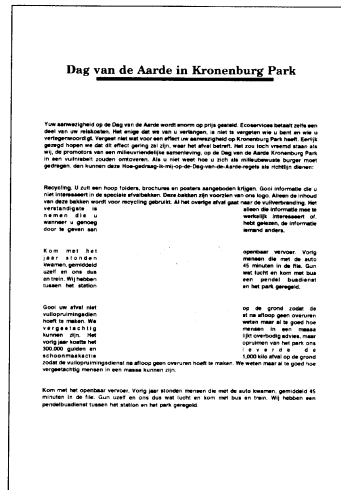 Dag van de Aarde in Kronenburg Park
Yuw aanwezigheid op de Dag van de Aarde wordt enorm op prijs gesteld. Ecoservices betaalt zelfs een
deel van uw reiskosten. Het enige dat we van u verlangen, is niet te vergeten wie u bent en wie u
vertegenwoordigt. Vergeet niet wat voor een effect uw aanwezigheid op Kronenburg Park heeft. Eerlijk
gezegd hopen we dat dit effect gering zal zijn, waar het afval betreft. Het zou toch vreemd staan als
wij, de promotors van een milieuvriendelijke samenleving, op de Dag van de Aarde Kronenburg Park
in een vuilnisbelt zouden omtoveren. Als u niet weet hoe u zich als milieubewuste burger moet
gedragen, dan kunnen deze Hoe-gedraag-ik-mij-op-de-Dag-van-de-Aarde-regels als richtlijn dienen:
Recycling. U zult een hoop folders, brochures en posters aangeboden krijgen. Gooi informatie die u
niet interesseert in de speciale afvalbakken. Deze bakken zijn voorzien van ons logo. Alleen de inhoud
van deze bakken wordt voor recycling gebruikt. Al het overige afval gaat naar de vuilverbranding. Het
verstandigste is alleen die informatie mee te
nemen die u werkelijk interesseert of,
wanneer u genoeg hebt gelezen, de informatie
door te geven aan iemand anders.
Kom met het openbaar vervoer. Vorig
jaar stonden mensen die met de auto
kwamen, gemiddeld 45 minuten in de file. Gun
uzelf en ons dus wat lucht en kom met bus
en trein. Wij hebben een pendel busdienst
tussen het station en het park geregeld.
Gooi uw afval niet op de grond zodat de
vuilopruimingsdien st na afloop geen overuren
hoeft te maken. We weten maar al te goed hoe
vergeetachtig mensen in een massa
kunnen zijn. Het lijkt overbodig advies, maar
vorig jaar kostte het opruimen van het park ons
300.000 gulden en leverde de
schoonmaakactie 1,000 kilo afval op de grond
zodat de vuilopruimingsdienst na afloop geen overuren hoeft te maken. We weten maar al te goed hoe
vergeetachtig mensen in een massa kunnen zijn.
Kom met het openbaar vervoer. Vorig jaar stonden mensen die met de auto kwamen, gemiddeld 45
minuten in de file. Gun uzelf en ons dus wat lucht en kom met bus en trein. Wij hebben een
pendelbusdienst tussen het station en het park geregeld.